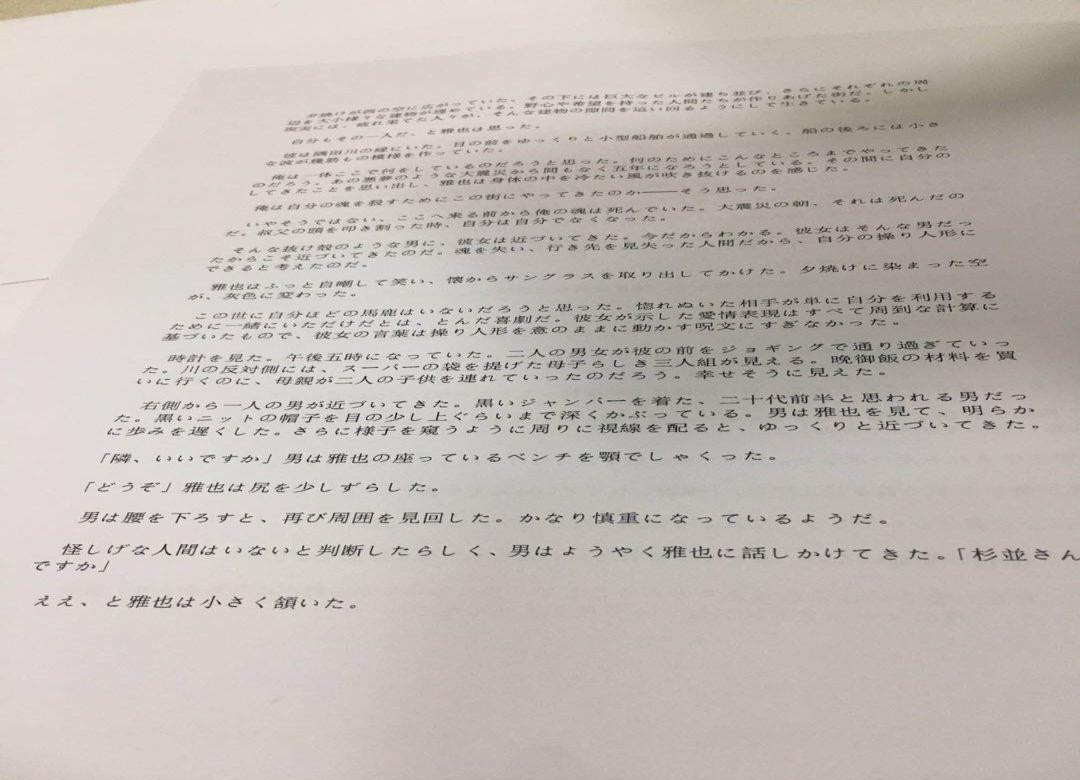 夕焼けが西の空に広がっていた。その下には巨大なビルが建ち並び、さらにそれぞれの周
辺を大小様々な建物が埋めている。野心や希望を持った人間たちが作りあげた街だ。しかし
現実には、疲れ果てた人々が、そんな建物の隙間を這い回るようにして生きている。
自分もその一人だ、と雅也は思った。
彼は隅田川の縁にいた。目の前をゆっくりと小型船舶が通過していく。船の後ろには小さ
な波が幾筋もの模様を作っていた。
俺は一体ここで何をしているのだろうと思った。何のためにこんなところまでやってきた
のだろう。あの悪夢のような大震災から間もなく五年になろうとしている。その間に自分の
してきたことを思い出し、雅也は身体の中を冷たい風が吹き抜けるのを感じた。
俺は自分の魂を殺すためにこの街にやってきたのか――そう思った。
いやそうではない、ここへ来る前から俺の魂は死んでいた。大震災の朝、それは死んだの
だ。叔父の頭を叩き割った時、自分は自分でなくなった。
そんな抜け殻のような男に、彼女は近づいてきた。今だからわかる。彼女はそんな男だっ
たからこそ近づいてきたのだ。魂を失い、行き先を見失った人間だから、自分の操り人形に
できると考えたのだ。
雅也はふっと自嘲して笑い、懐からサングラスを取り出してかけた。夕焼けに染まった空
が、灰色に変わった。
この世に自分ほどの馬鹿はいないだろうと思った。惚れぬいた相手が単に自分を利用する
ために一緒にいただけだとは、とんだ喜劇だ。彼女が示した愛情表現はすべて周到な計算に
基づいたもので、彼女の言葉は操り人形を意のままに動かす呪文にすぎなかった。
時計を見た。午後五時になっていた。二人の男女が彼の前をジョギングで通り過ぎていっ
た。川の反対側には、スーパーの袋を提げた母子らしき三人組が見える。晩御飯の材料を買
いに行くのに、母親が二人の子供を連れていったのだろう。幸せそうに見えた。
右側から一人の男が近づいてきた。黒いジャンパーを着た、二十代前半と思われる男だっ
た。黒いニットの帽子を目の少し上ぐらいまで深くかぶっている。男は雅也を見て、明らか
に歩みを遅くした。さらに様子を窺うように周りに視線を配ると、ゆっくりと近づいてきた。
「隣、いいですか」男は雅也の座っているベンチを顎でしゃくった。
「どうぞ」雅也は尻を少しずらした。
男は腰を下ろすと、再び周囲を見回した。かなり慎重になっているようだ。
怪しげな人間はいないと判断したらしく、男はようやく雅也に話しかけてきた。「杉並さん
ですか」
ええ、と雅也は小さく頷いた。